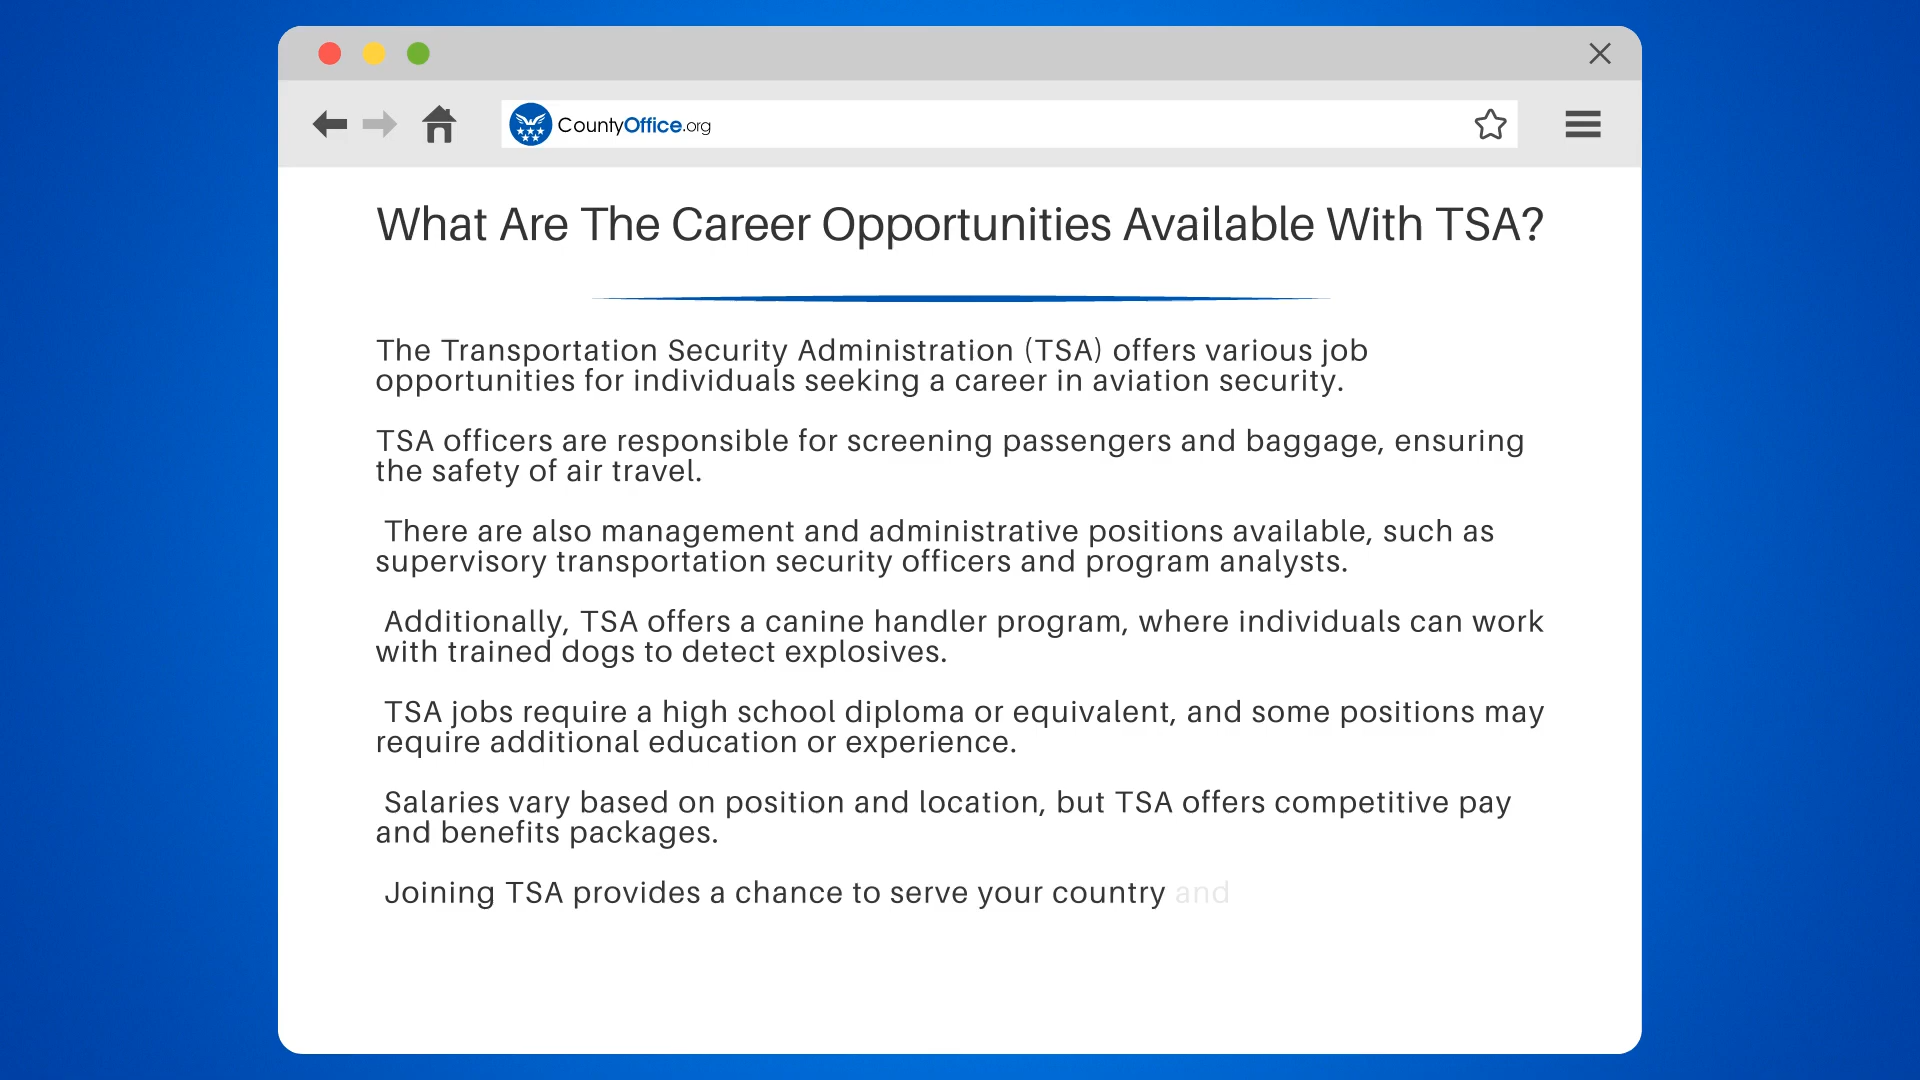 CountyOffice.org
What Are The Career Opportunities Available With TSA?
The Transportation Security Administration (TSA) offers various job
opportunities for individuals seeking a career in aviation security.
TSA officers are responsible for screening passengers and baggage, ensuring
the safety of air travel.
There are also management and administrative positions available, such as
supervisory transportation security officers and program analysts.
Additionally, TSA offers a canine handler program, where individuals can work
with trained dogs to detect explosives.
TSA jobs require a high school diploma or equivalent, and some positions may
require additional education or experience.
Salaries vary based on position and location, but TSA offers competitive pay
and benefits packages.
Joining TSA provides a chance to serve your country and